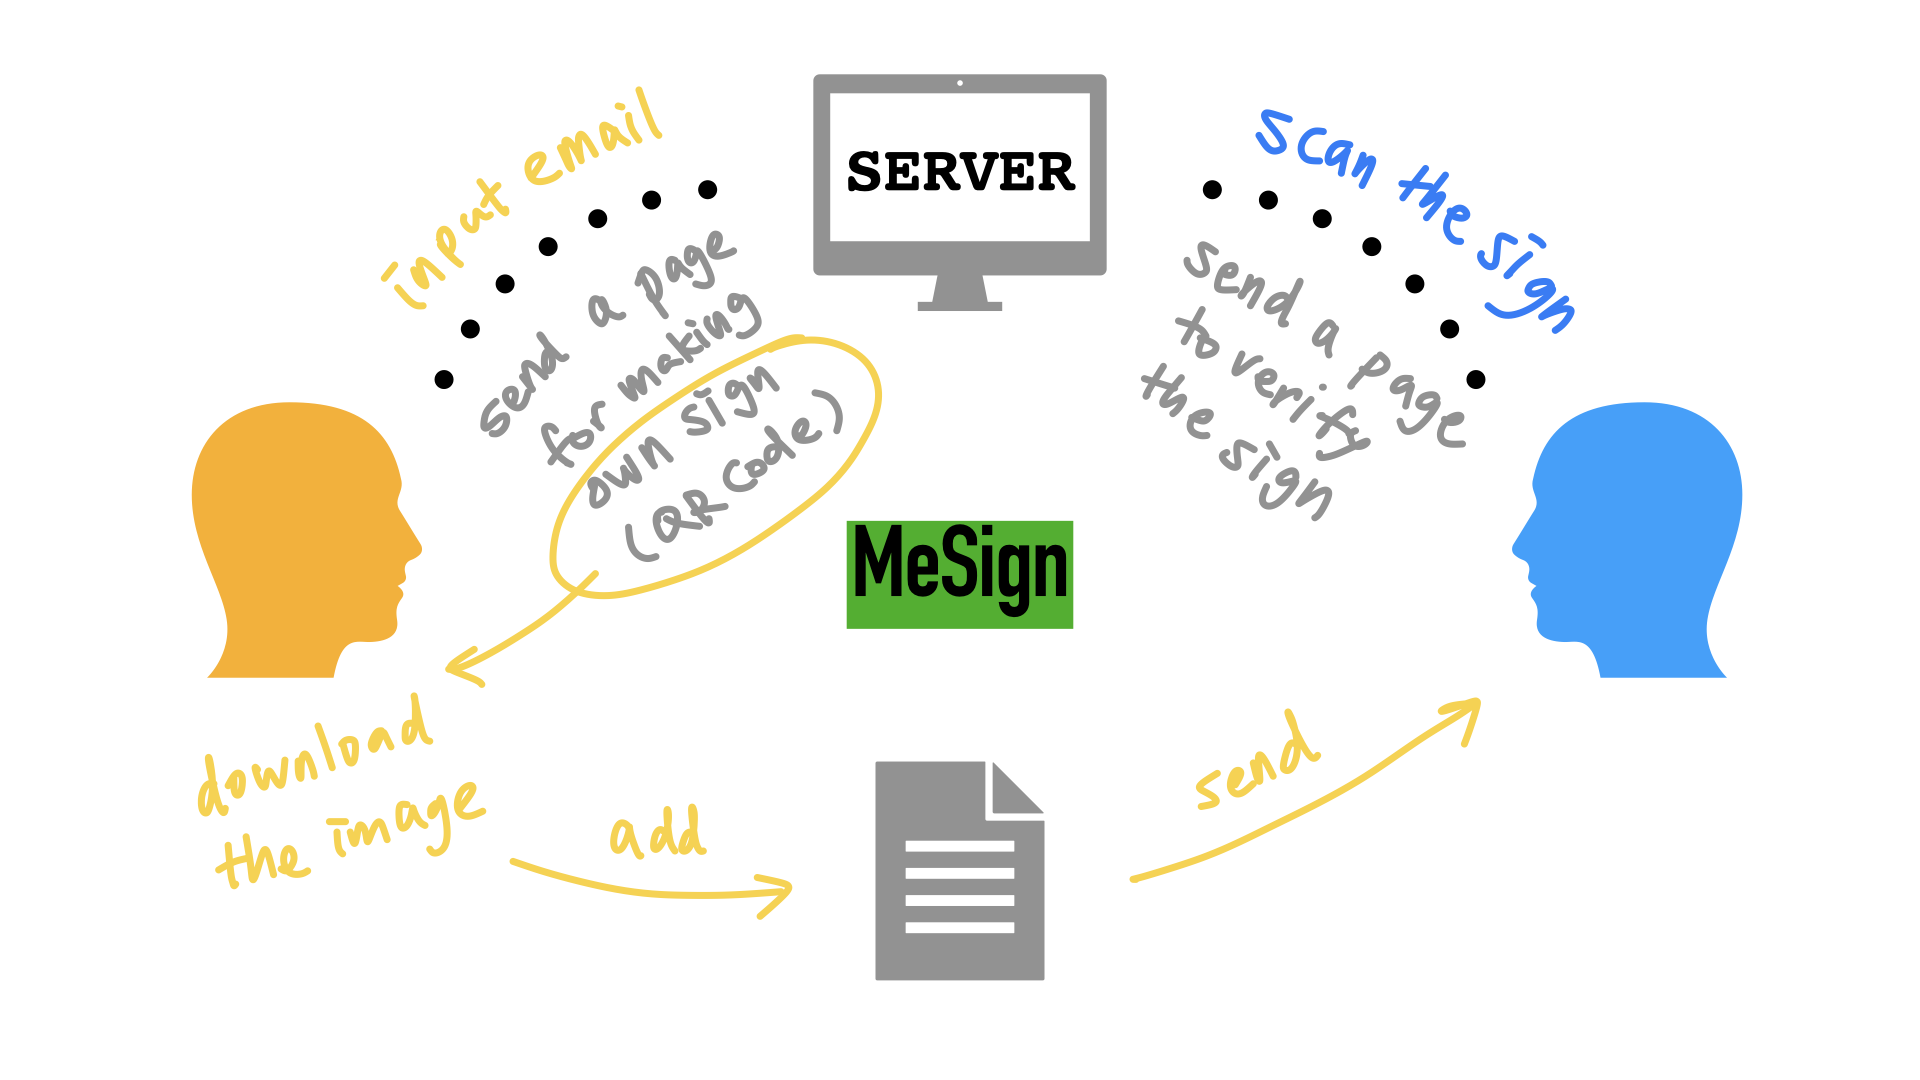 input email
SERVER
scan the sign
send a page
for making
own sign
(QR code)
send a page
to verify
the sign
MeSign
download
the image
add
send